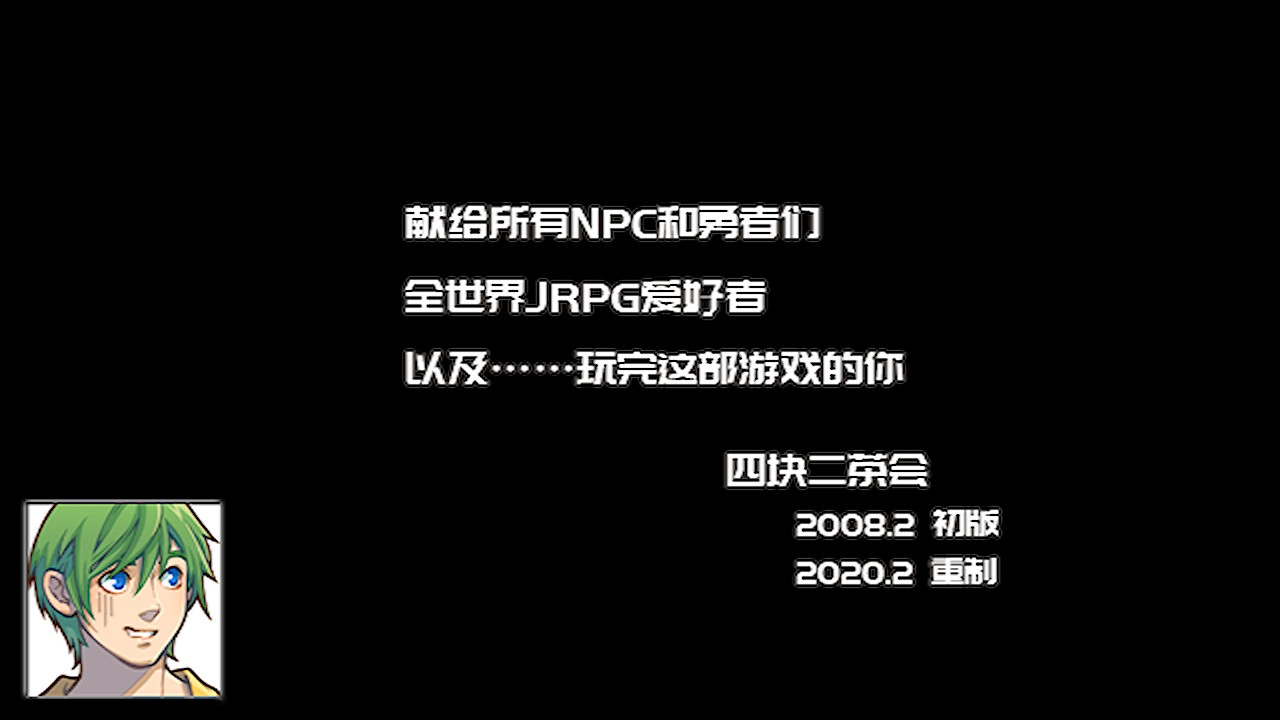 献给所有NPC和勇者们
全世界JRPG爱好者
以及……玩完这部游戏的你
四块二茶会
2008.2 初版
2020.2 重制